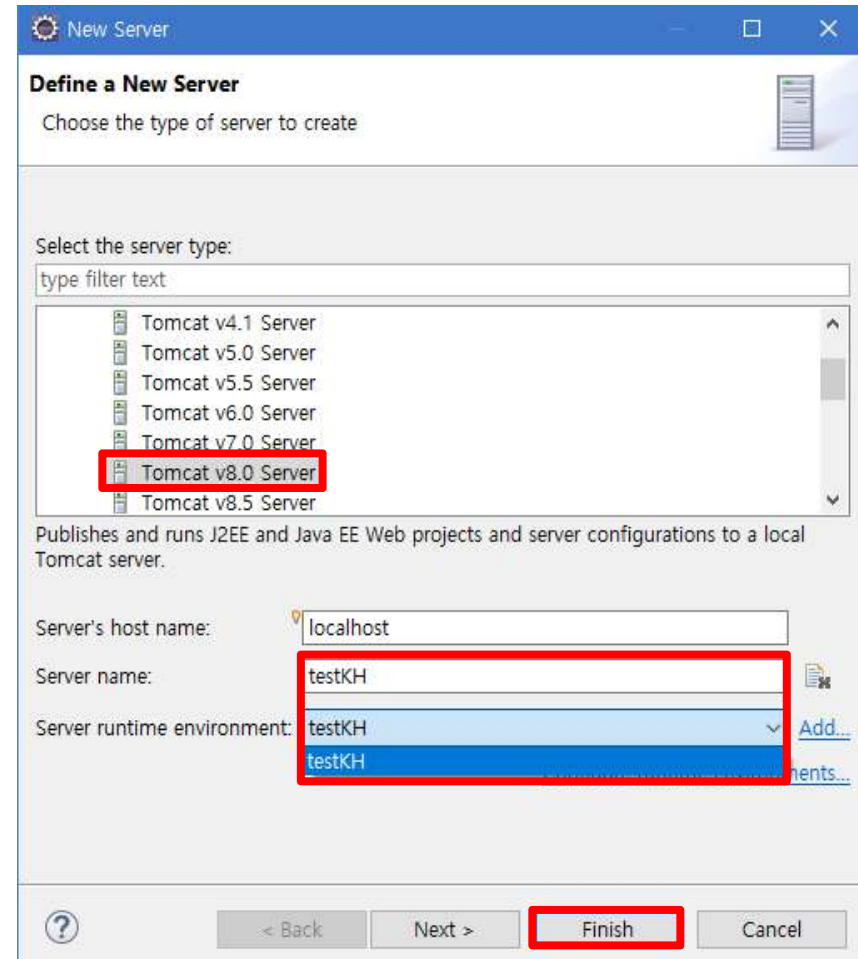 New Server
Define a New Server
Choose the type of server to create
Select the server type:
type filter text
Tomcat v4.1 Server
Tomcat v5.0 Server
Tomcat v5.5 Server
Tomcat v6.0 Server
Tomcat v7.0 Server
Tomcat v8.0 Server
Tomcat v8.5 Server
Publishes and runs J2EE and Java EE Web projects and server configurations to a local
Tomcat server.
Server's host name: localhost
Server name: testKH
Server runtime environment: testKH Add...
testKH
< Back Next > Finish Cancel